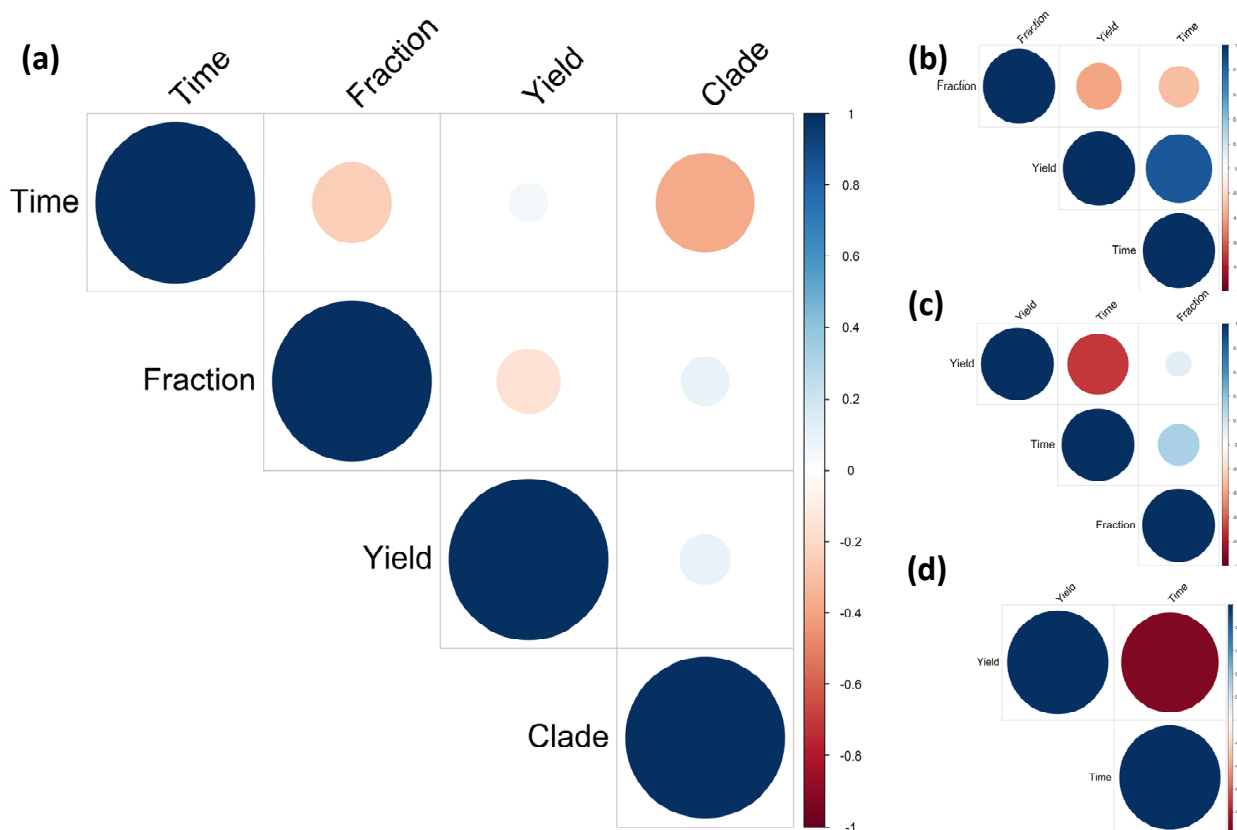 (a)
Time
Fraction
Yield
Clade
Time
Fraction
Yield
Clade
1
0.8
0.6
0.4
0.2
0
-0.2
-0.4
-0.6
-0.8
-1
(b)
Fraction
Yield
Time
Fraction
Yield
Time
(c)
Yield
Time
Fraction
Yield
Time
Fraction
(d)
Yield
Time
Yield
Time